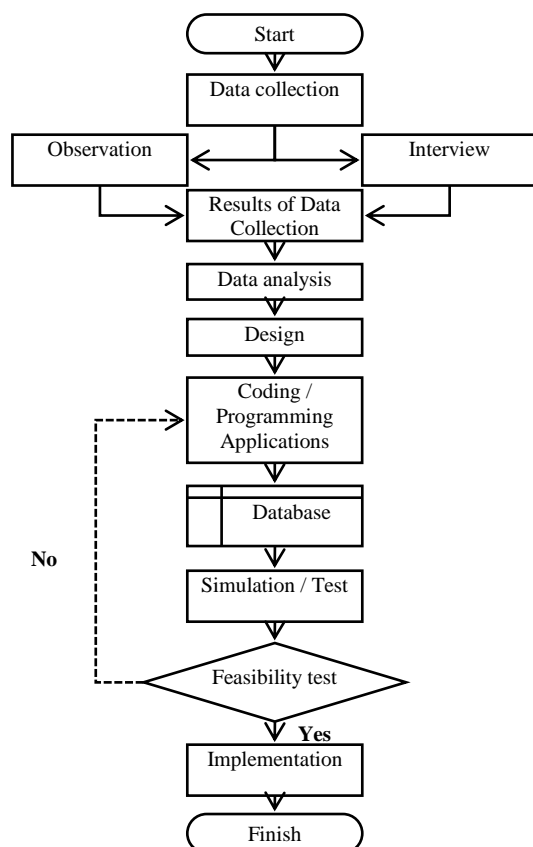 Start
Data collection
Observation
Interview
Results of Data
Collection
Data analysis
Design
Coding /
Programming
Applications
Database
No
Simulation / Test
Feasibility test
Yes
Implementation
Finish